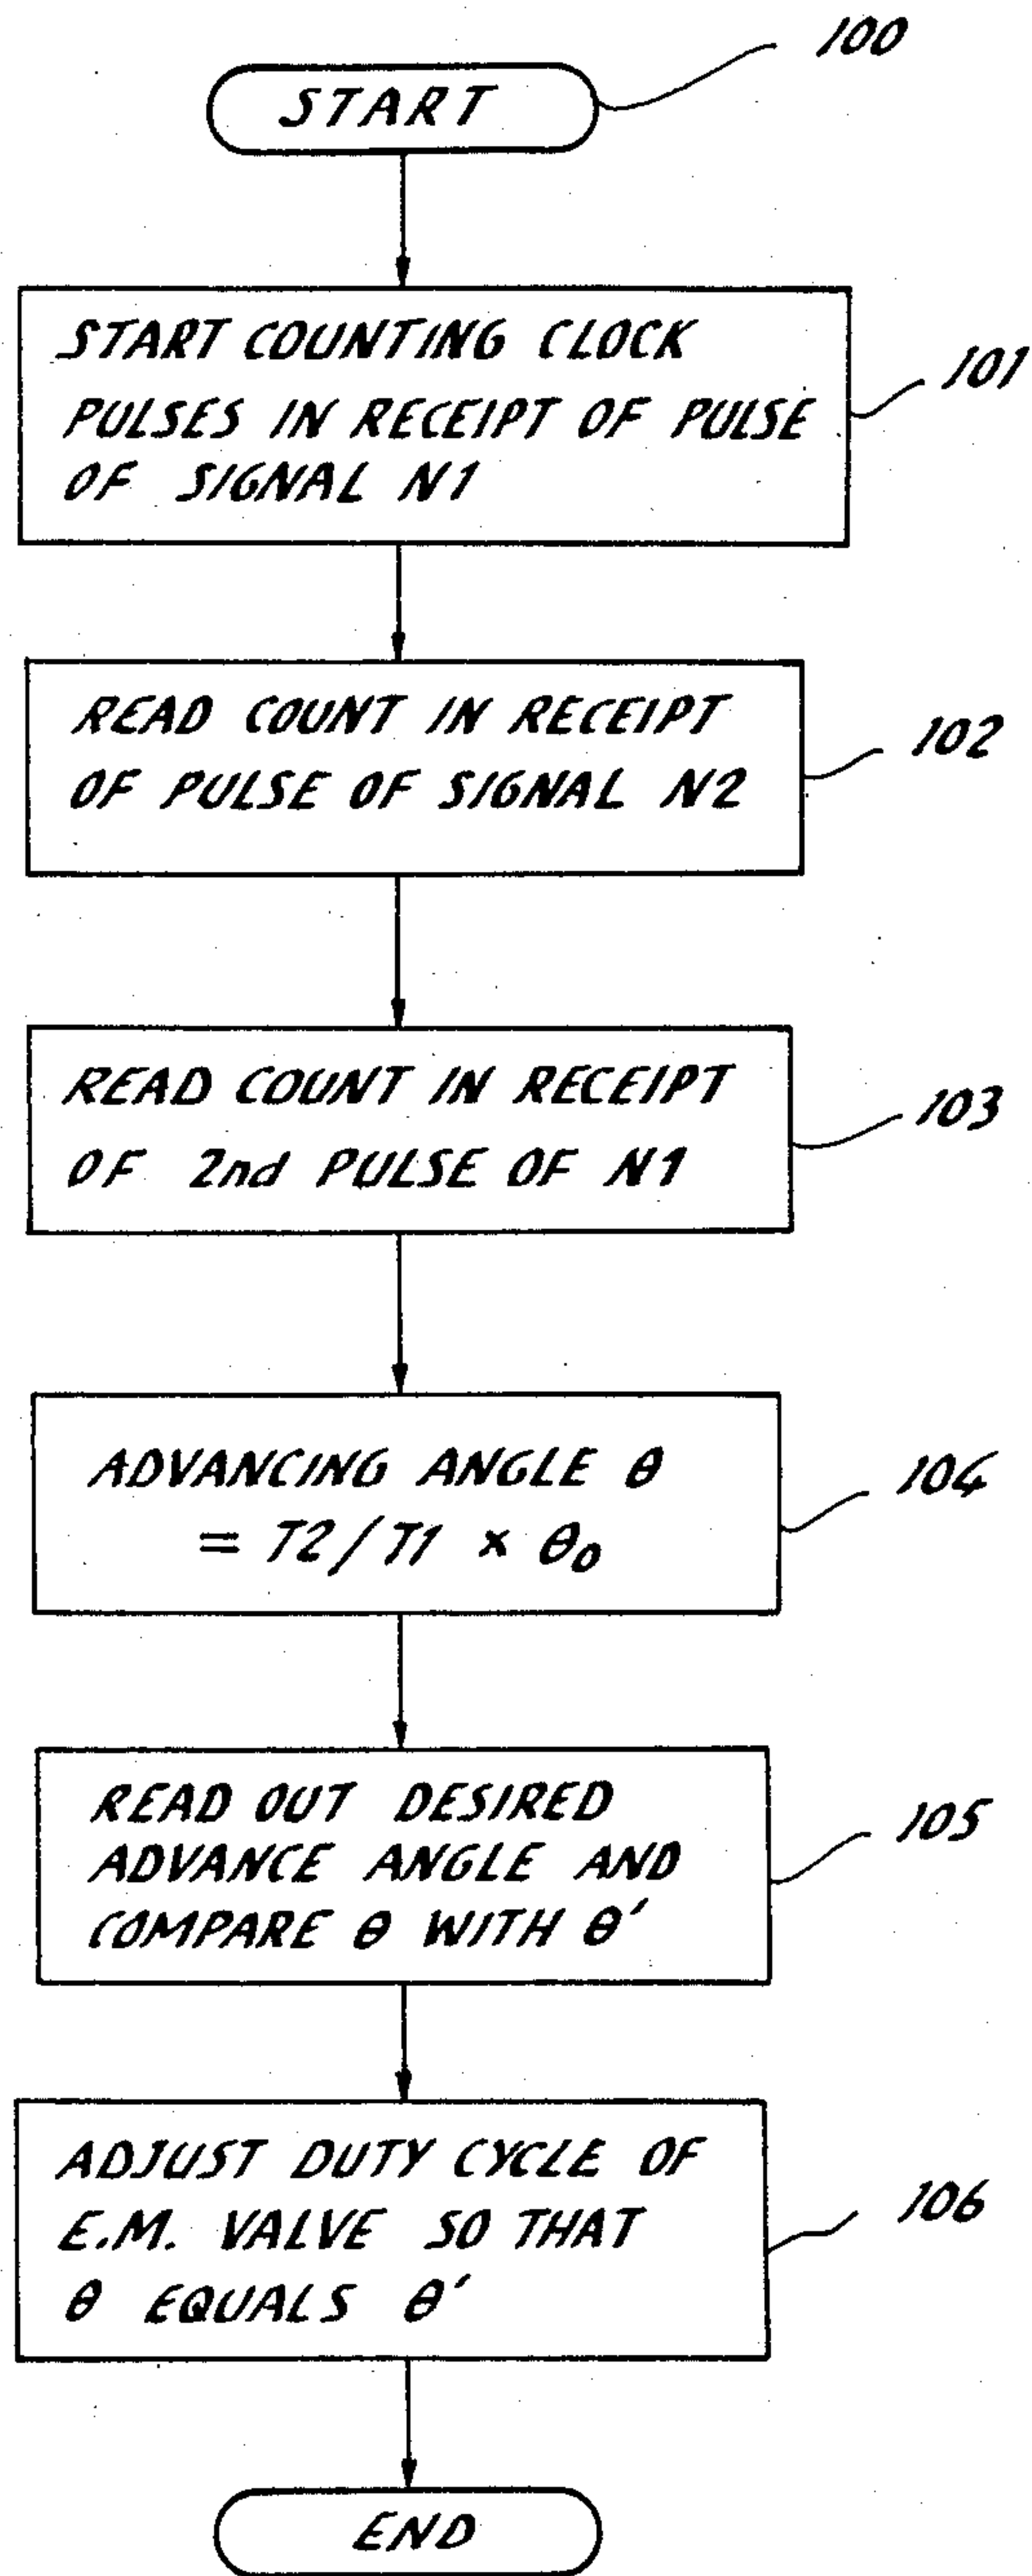 100
START
START COUNTING CLOCK
PULSES IN RECEIPT OF PULSE
OF SIGNAL N1
101
READ COUNT IN RECEIPT
OF PULSE OF SIGNAL N2
102
READ COUNT IN RECEIPT
OF 2nd PULSE OF N1
103
ADVANCING ANGLE θ
= T2/T1 × θ₀
104
READ OUT DESIRED
ADVANCE ANGLE AND
COMPARE θ WITH θ′
105
ADJUST DUTY CYCLE OF
E.M. VALVE SO THAT
θ EQUALS θ′
106
END